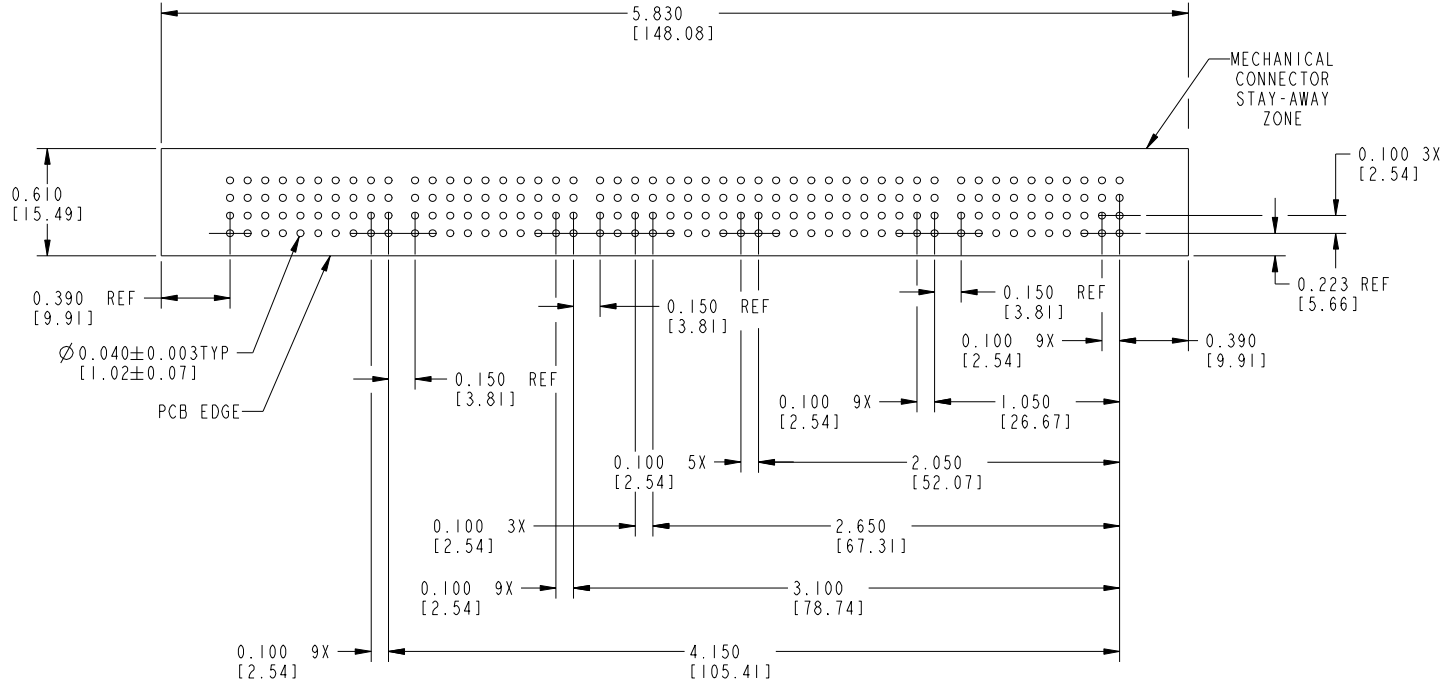 5.830
[148.08]
MECHANICAL
CONNECTOR
STAY-AWAY
ZONE
0.100 3X
[2.54]
0.610
[15.49]
0.223 REF
[5.66]
0.390 REF
[9.91]
0.150 REF
[3.81]
0.150 REF
[3.81]
0.100 9X
[2.54]
0.390
[9.91]
Ø0.040±0.003TYP
[1.02±0.07]
0.150 REF
[3.81]
PCB EDGE
0.100 9X
[2.54]
1.050
[26.67]
0.100 5X
[2.54]
2.050
[52.07]
0.100 3X
[2.54]
2.650
[67.31]
0.100 9X
[2.54]
3.100
[78.74]
0.100 9X
[2.54]
4.150
[105.41]